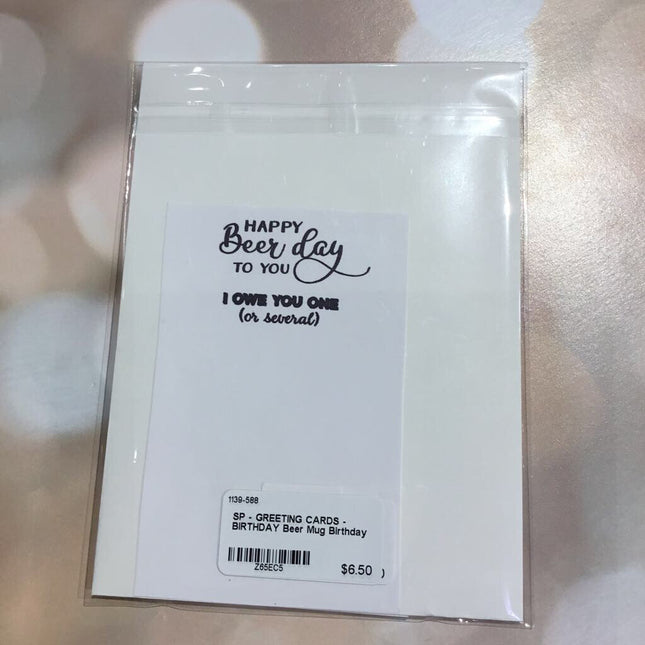 HAPPY
Beer day
TO YOU
I OWE YOU ONE
(or several)
1139-588
SP - GREETING CARDS -
BIRTHDAY Beer Mug Birthday
Z65EC5
$6.50